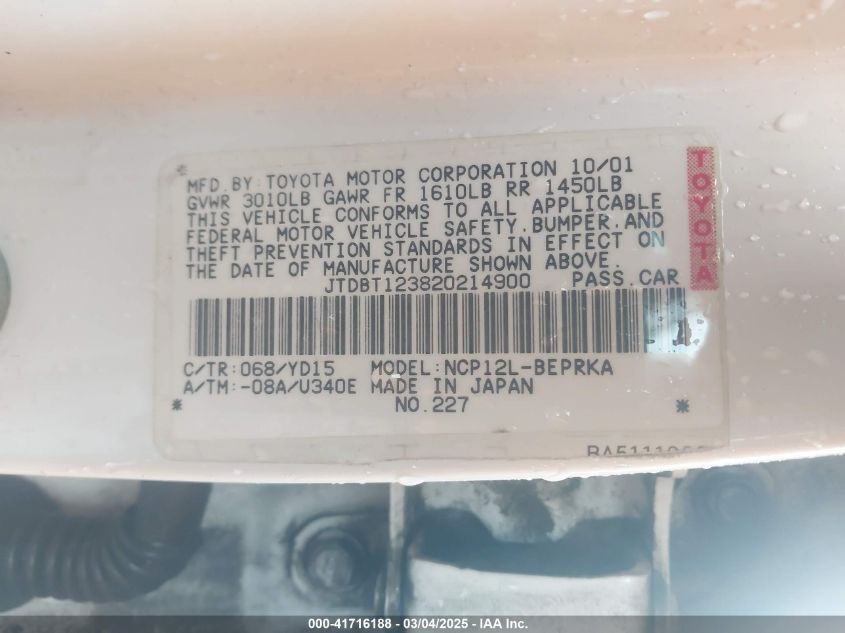 MFD.BY:TOYOTA MOTOR CORPORATION 10/01
GVWR 3010LB GAWR FR 1610LB RR 1450LB
THIS VEHICLE CONFORMS TO ALL APPLICABLE
FEDERAL MOTOR VEHICLE SAFETY,BUMPER,AND
THEFT PREVENTION STANDARDS IN EFFECT ON
THE DATE OF MANUFACTURE SHOWN ABOVE.
JTDBT123820214900 PASS.CAR
TOYOTA
C/TR:068/YD15 MODEL:NCP12L-BEPRKA
A/TM:-08A/U340E MADE IN JAPAN
* NO.227 *
000-41716188 - 03/04/2025 - IAA Inc.